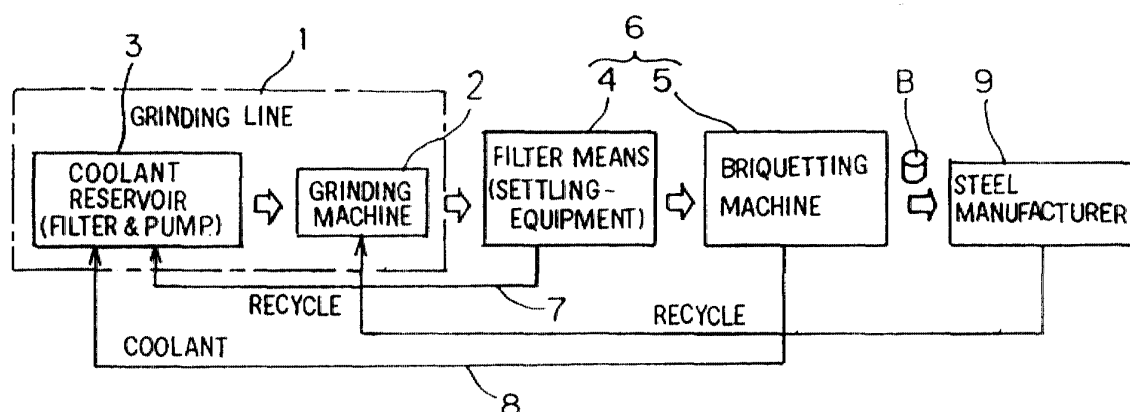 6
3
1
2
4
5
B
9
GRINDING LINE
COOLANT
RESERVOIR
(FILTER & PUMP)
GRINDING
MACHINE
FILTER MEANS
(SETTLING-
EQUIPMENT)
BRIQUETTING
MACHINE
STEEL
MANUFACTURER
RECYCLE
7
RECYCLE
COOLANT
8